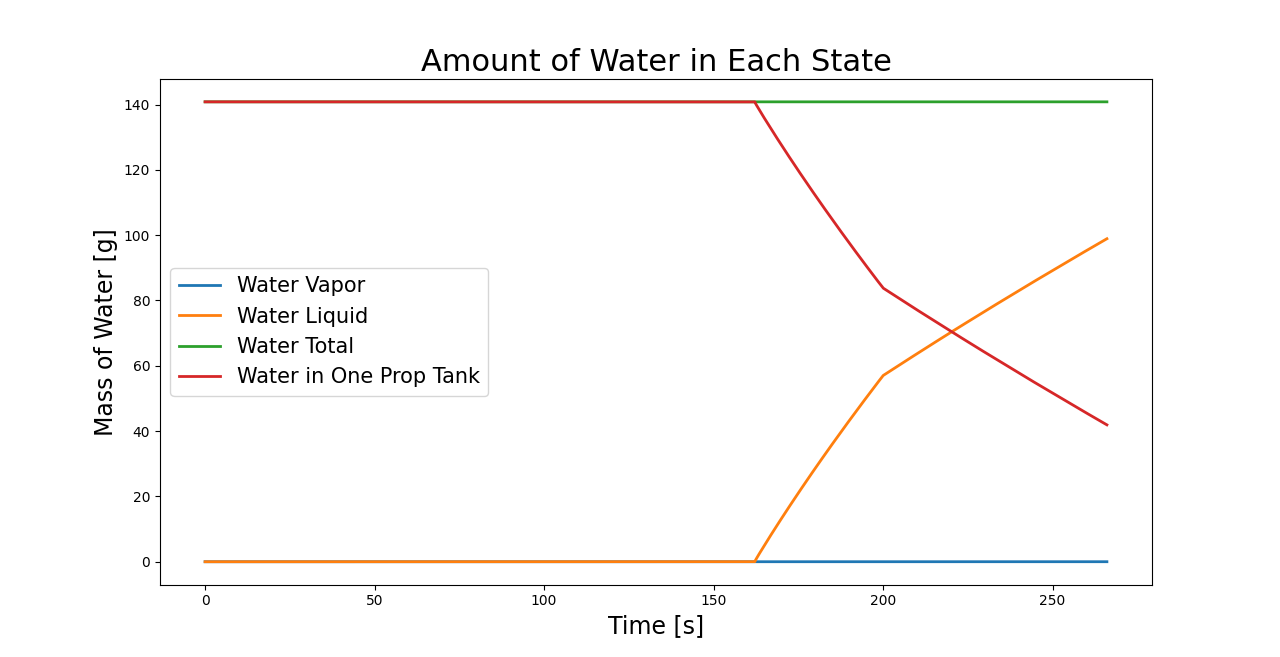 Amount of Water in Each State
Mass of Water [g]
140
120
100
80
60
40
20
0
Water Vapor
Water Liquid
Water Total
Water in One Prop Tank
0 50 100 150 200 250
Time [s]